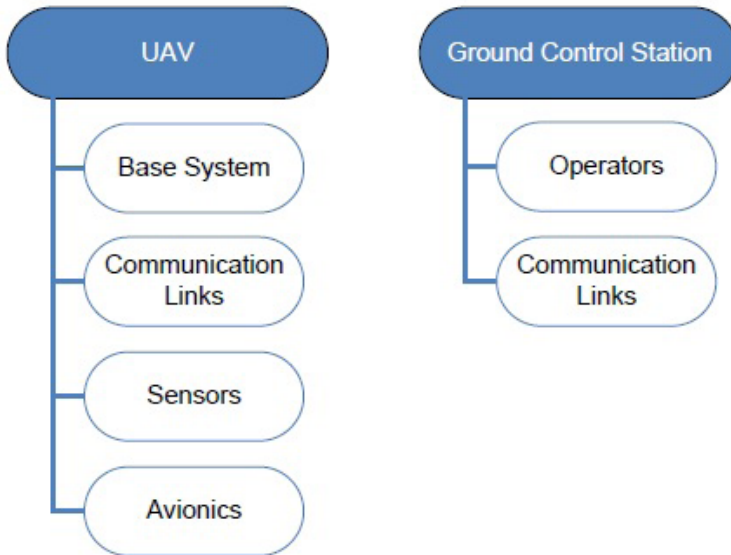 UAV
Base System
Communication
Links
Sensors
Avionics
Ground Control Station
Operators
Communication
Links